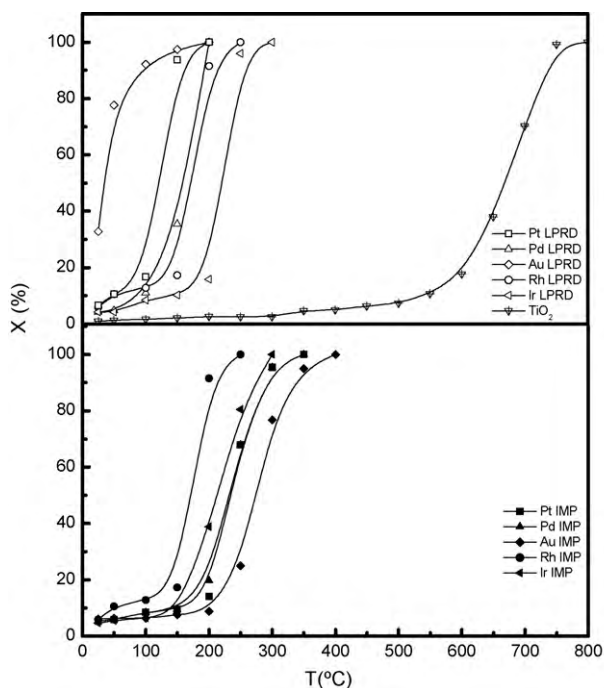 100
80
60
40
20
0
Pt LPRD
Pd LPRD
Au LPRD
Rh LPRD
Ir LPRD
TiO₂
X (%)
100
80
60
40
20
0
Pt IMP
Pd IMP
Au IMP
Rh IMP
Ir IMP
0 100 200 300 400 500 600 700 800
T(ºC)